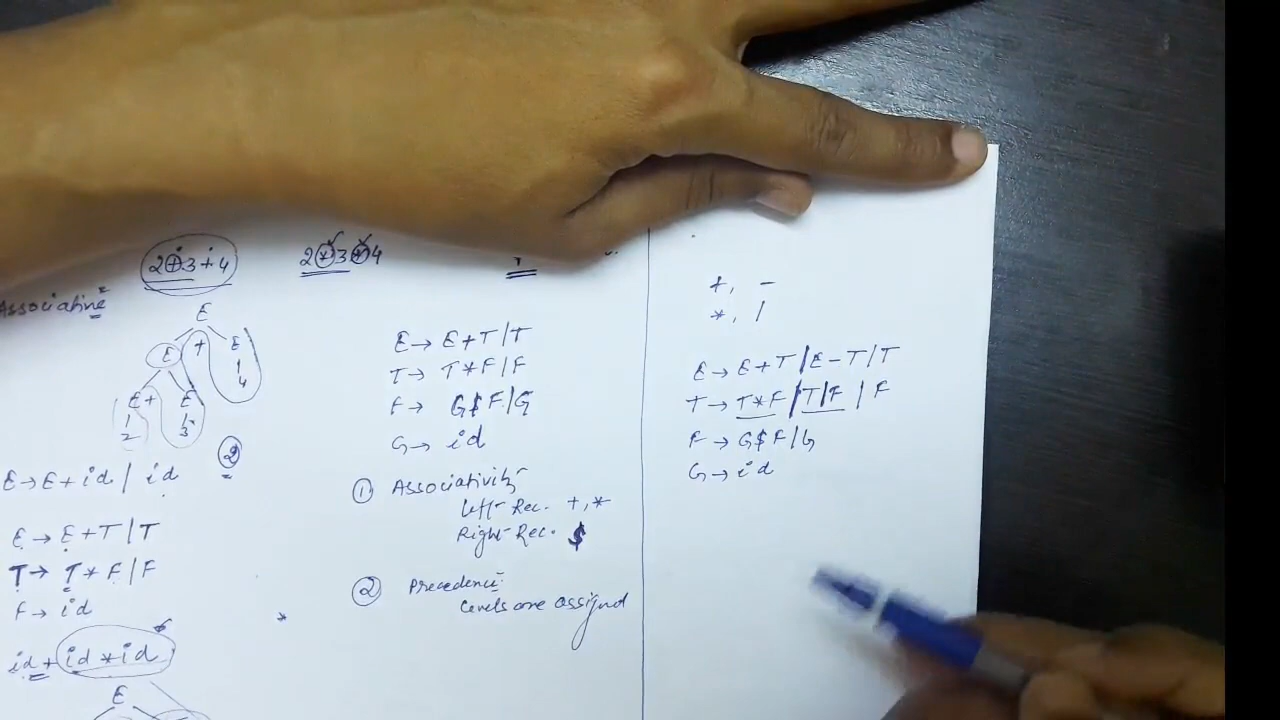 2+3+4
Associative
E
E + E
4
E + E
2 3
E → E + id / id
2
E → E + T / T
T → T * F / F
F → id
id + id * id
E
2*3*4
E → E + T / T
T → T * F / F
F → G $ F / G
G → id
1 Associativity
Left-Rec. +, *
Right-Rec. $
2 Precedence:
Levels are assigned
*
+, -
*, /
E → E + T / E - T / T
T → T * F / T / F / F
F → G $ F / G
G → id